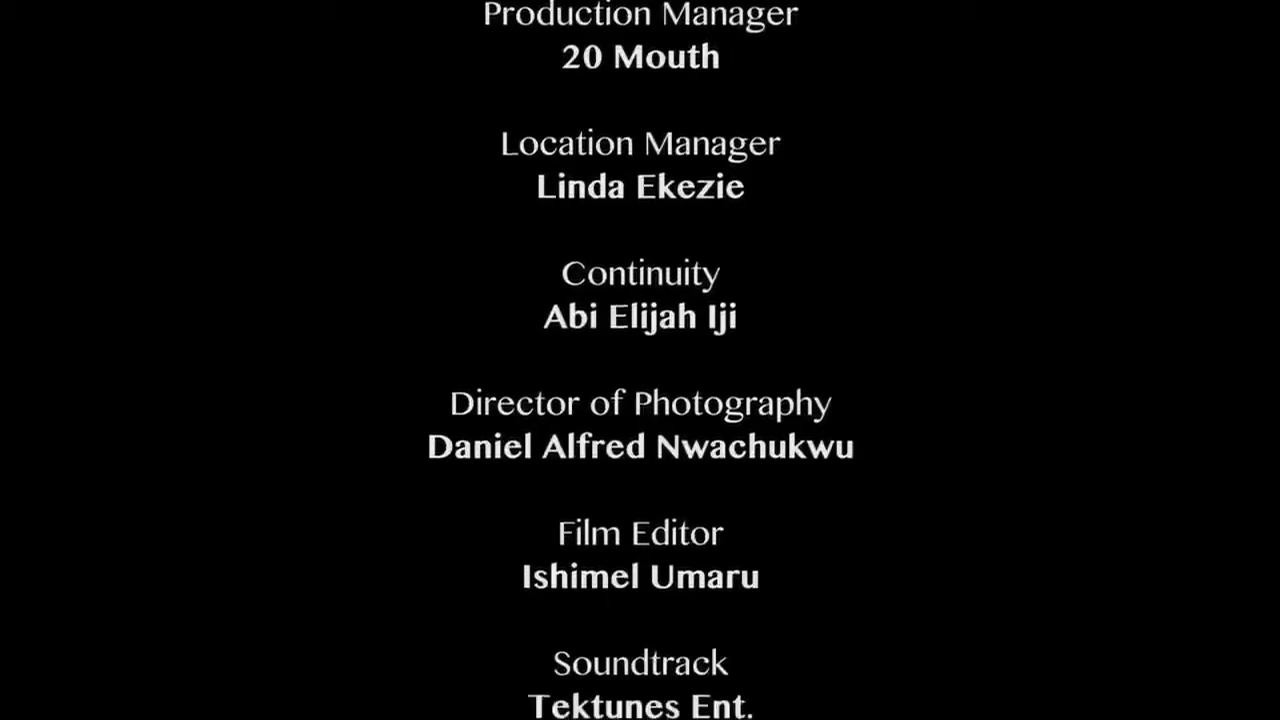 Production Manager
20 Mouth
Location Manager
Linda Ekezie
Continuity
Abi Elijah Iji
Director of Photography
Daniel Alfred Nwachukwu
Film Editor
Ishimel Umaru
Soundtrack
Tektunes Ent.